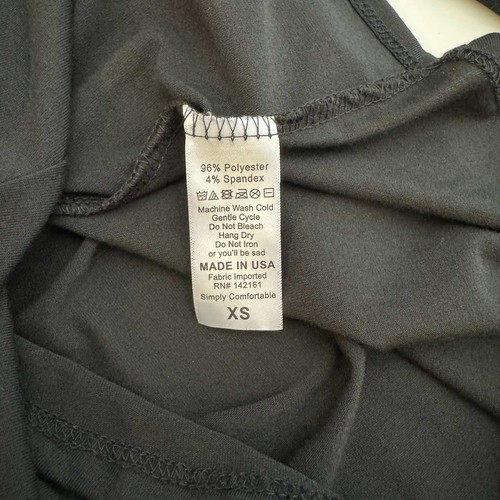 96% Polyester
4% Spandex
Machine Wash Cold
Gentle Cycle
Do Not Bleach
Hang Dry
Do Not Iron
or you'll be sad
MADE IN USA
Fabric Imported
RN# 142161
Simply Comfortable
XS